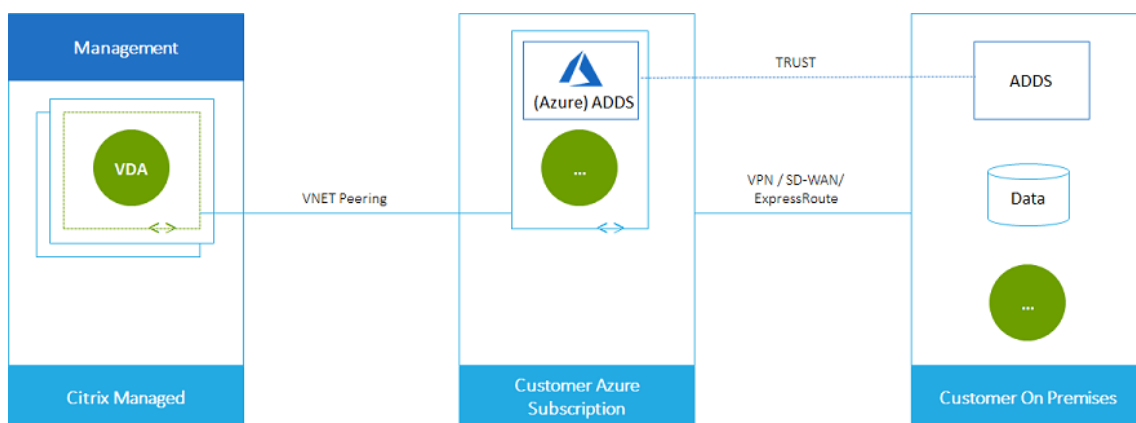 Management
VDA
Citrix Managed
VNET Peering
(Azure) ADDS
...
Customer Azure
Subscription
TRUST
VPN / SD-WAN/
ExpressRoute
ADDS
Data
...
Customer On Premises